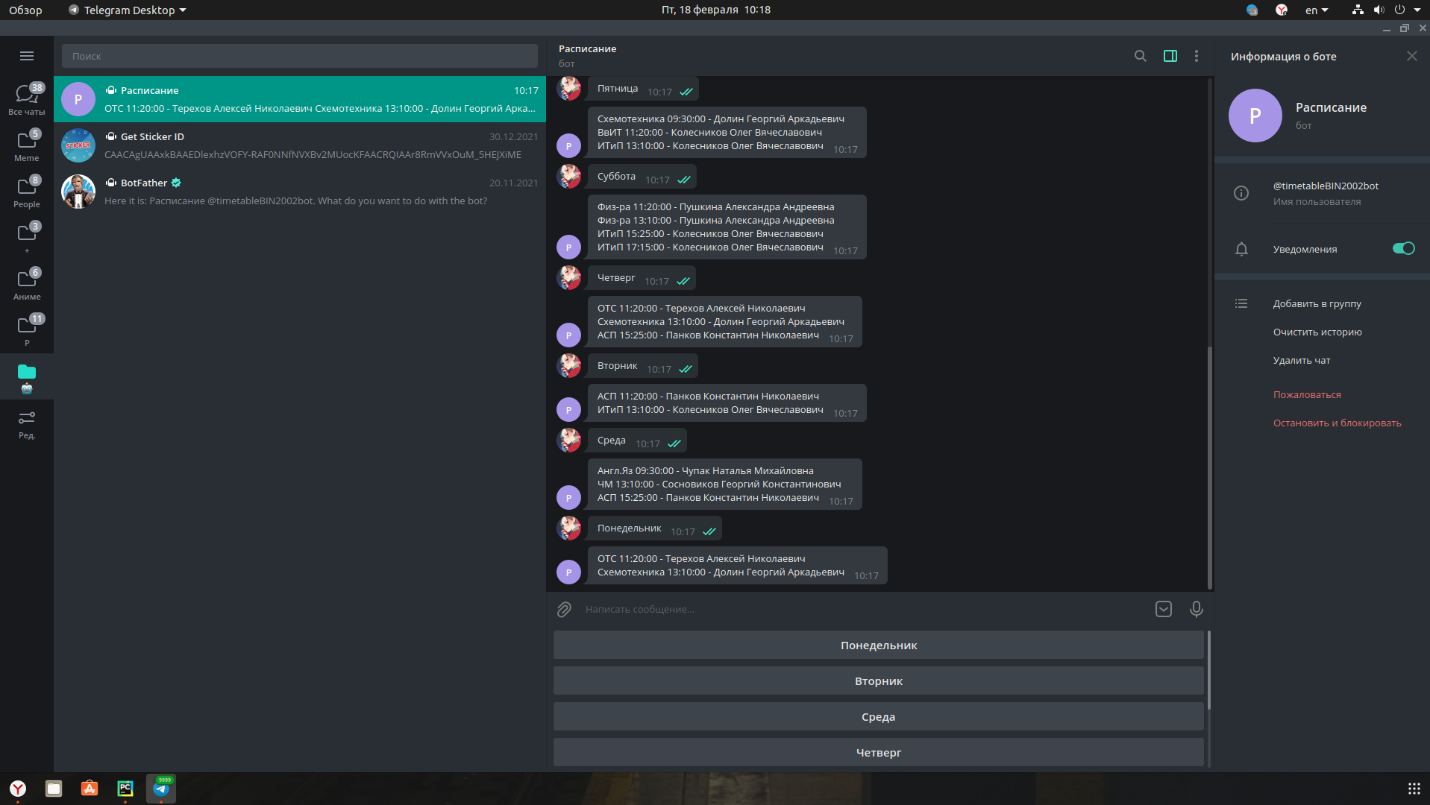 Обзор
Telegram Desktop
Пт, 18 февраля 10:18
en
Поиск
38
Все чаты
5
Meme
8
People
3
+
6
Аниме
11
Р
Ред.
Р
Расписание
10:17
ОТС 11:20:00 - Терехов Алексей Николаевич Схемотехника 13:10:00 - Долин Георгий Арка...
Get Sticker ID
30.12.2021
BotFather
20.11.2021
Here it is: Расписание @timetableBIN2002bot. What do you want to do with the bot?
Расписание
бот
Пятница 10:17
Схемотехника 09:30:00 - Долин Георгий Аркадьевич
ВвИТ 11:20:00 - Колесников Олег Вячеславович
ИТиП 13:10:00 - Колесников Олег Вячеславович 10:17
Р
Суббота 10:17
Физ-ра 11:20:00 - Пушкина Александра Андреевна
Физ-ра 13:10:00 - Пушкина Александра Андреевна
ИТиП 15:25:00 - Колесников Олег Вячеславович
ИТиП 17:15:00 - Колесников Олег Вячеславович 10:17
Р
Четверг 10:17
ОТС 11:20:00 - Терехов Алексей Николаевич
Схемотехника 13:10:00 - Долин Георгий Аркадьевич
АСП 15:25:00 - Панков Константин Николаевич 10:17
Р
Вторник 10:17
АСП 11:20:00 - Панков Константин Николаевич
ИТиП 13:10:00 - Колесников Олег Вячеславович 10:17
Р
Среда 10:17
Англ.Яз 09:30:00 - Чупак Наталья Михайловна
ЧМ 13:10:00 - Сосновиков Георгий Константинович
АСП 15:25:00 - Панков Константин Николаевич 10:17
Р
Понедельник 10:17
ОТС 11:20:00 - Терехов Алексей Николаевич
Схемотехника 13:10:00 - Долин Георгий Аркадьевич 10:17
Р
Написать сообщение...
Понедельник
Вторник
Среда
Четверг
Информация о боте
Р
Расписание
бот
@timetableBIN2002bot
Имя пользователя
Уведомления
Добавить в группу
Очистить историю
Удалить чат
Пожаловаться
Остановить и блокировать
PC
9999